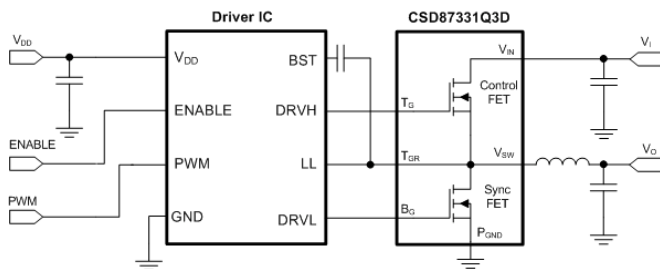 Driver IC
CSD87331Q3D
VDD
VDD
BST
VIN
VI
Control
FET
ENABLE
DRVH
TG
ENABLE
PWM
LL
TGR
VSW
VO
PWM
Sync
FET
GND
DRVL
BG
PGND